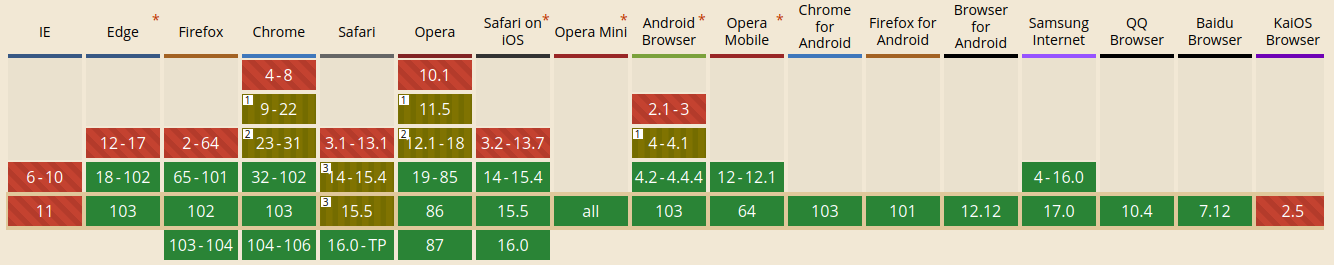 IE
Edge *
Firefox
Chrome
Safari
Opera
Safari on *
iOS
Opera Mini
Android *
Browser
Opera *
Mobile
Chrome
for
Android
Firefox for
Android
Browser
for
Android
Samsung
Internet
QQ
Browser
Baidu
Browser
KaiOS
Browser
4-8 10.1
1 9-22 1 11.5 2.1-3
12-17 2-64 2 23-31 3.1-13.1 2 12.1-18 3.2-13.7 1 4-4.1
6-10 18-102 65-101 32-102 3 14-15.4 19-85 14-15.4 4.2-4.4.4 12-12.1 4-16.0
11 103 102 103 3 15.5 86 15.5 all 103 64 103 101 12.12 17.0 10.4 7.12 2.5
103-104 104-106 16.0-TP 87 16.0